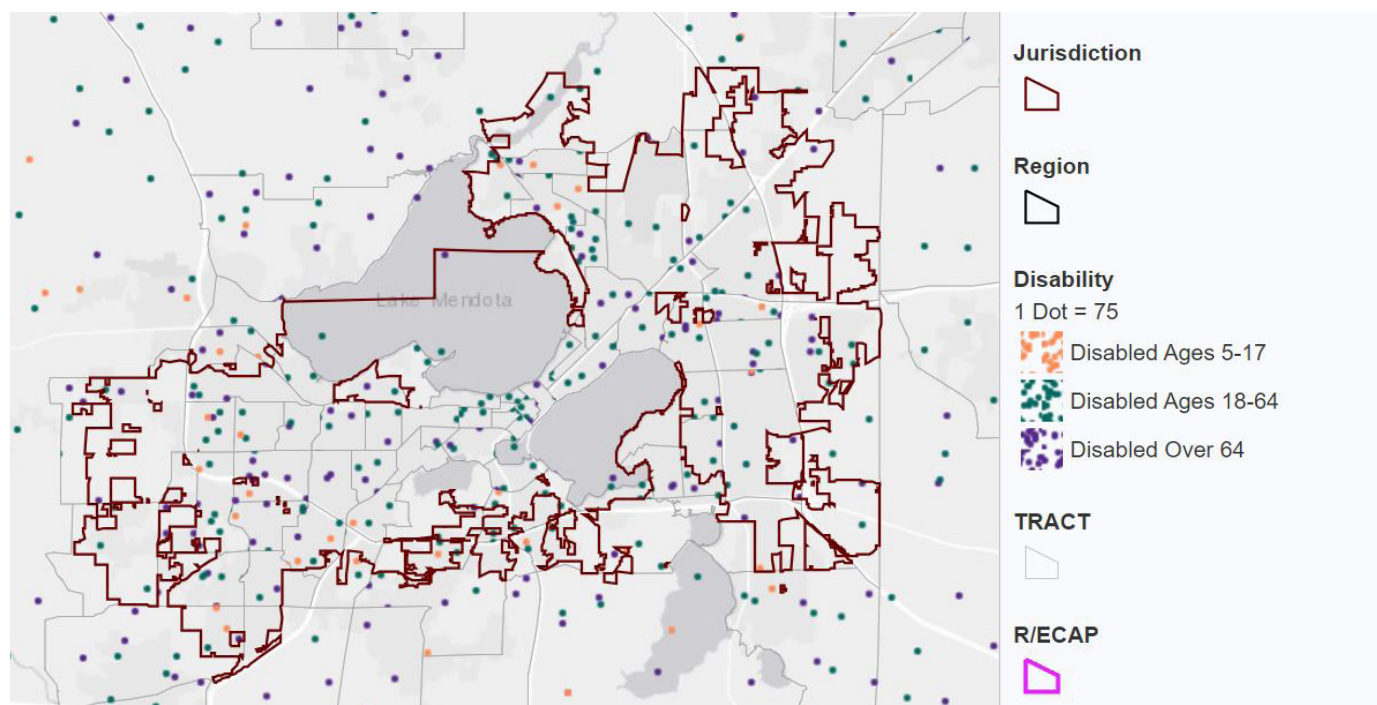 Lake Mendota
Jurisdiction
Region
Disability
1 Dot = 75
Disabled Ages 5-17
Disabled Ages 18-64
Disabled Over 64
TRACT
R/ECAP